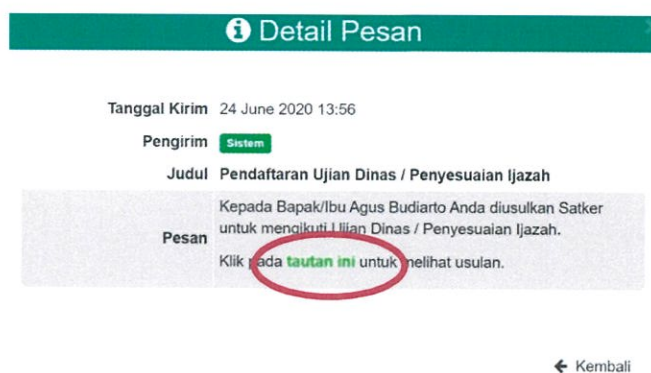 Detail Pesan
Tanggal Kirim 24 June 2020 13:56
Pengirim Sistem
Judul Pendaftaran Ujian Dinas / Penyesuaian Ijazah
Kepada Bapak/Ibu Agus Budiarto Anda diusulkan Satker
Pesan untuk mengikuti Ujian Dinas / Penyesuaian Ijazah.
Klik pada tautan ini untuk melihat usulan.
Kembali